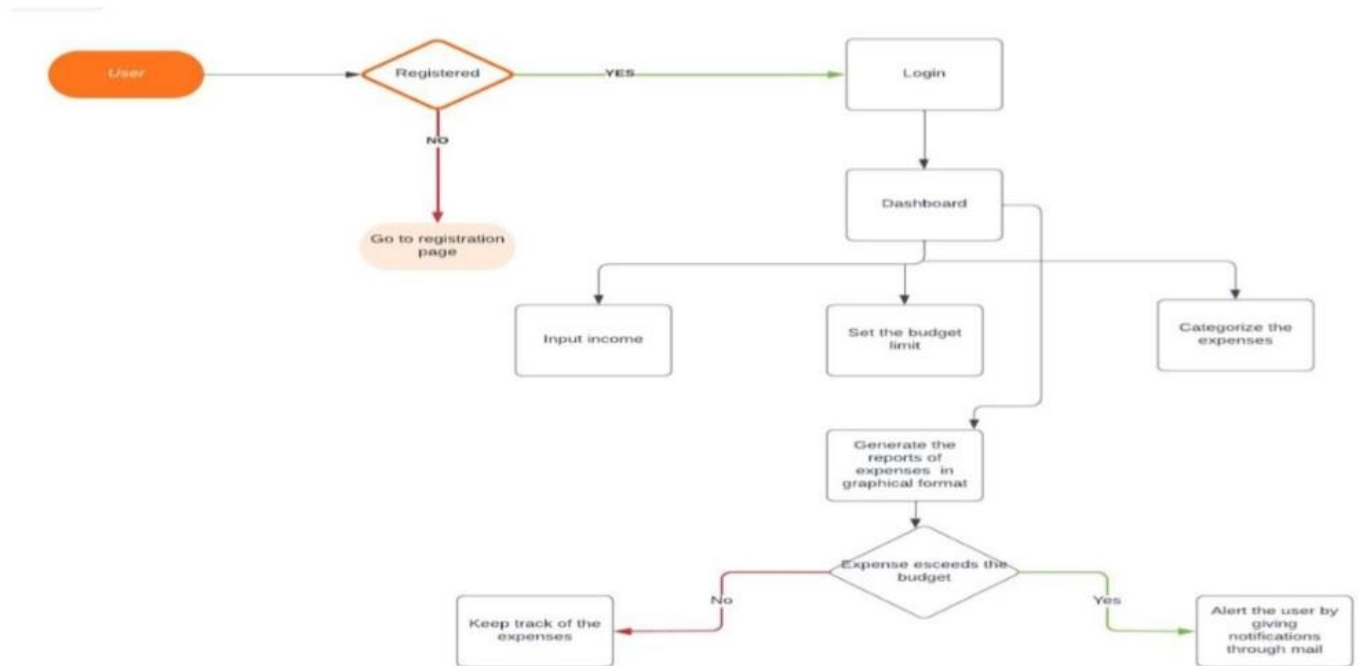 User
Registered
YES
Login
NO
Dashboard
Go to registration
page
Input income
Set the budget
limit
Categorize the
expenses
Generate the
reports of
expenses in
graphical format
Expense exceeds the
budget
No
Yes
Keep track of the
expenses
Alert the user by
giving
notifications
through mail